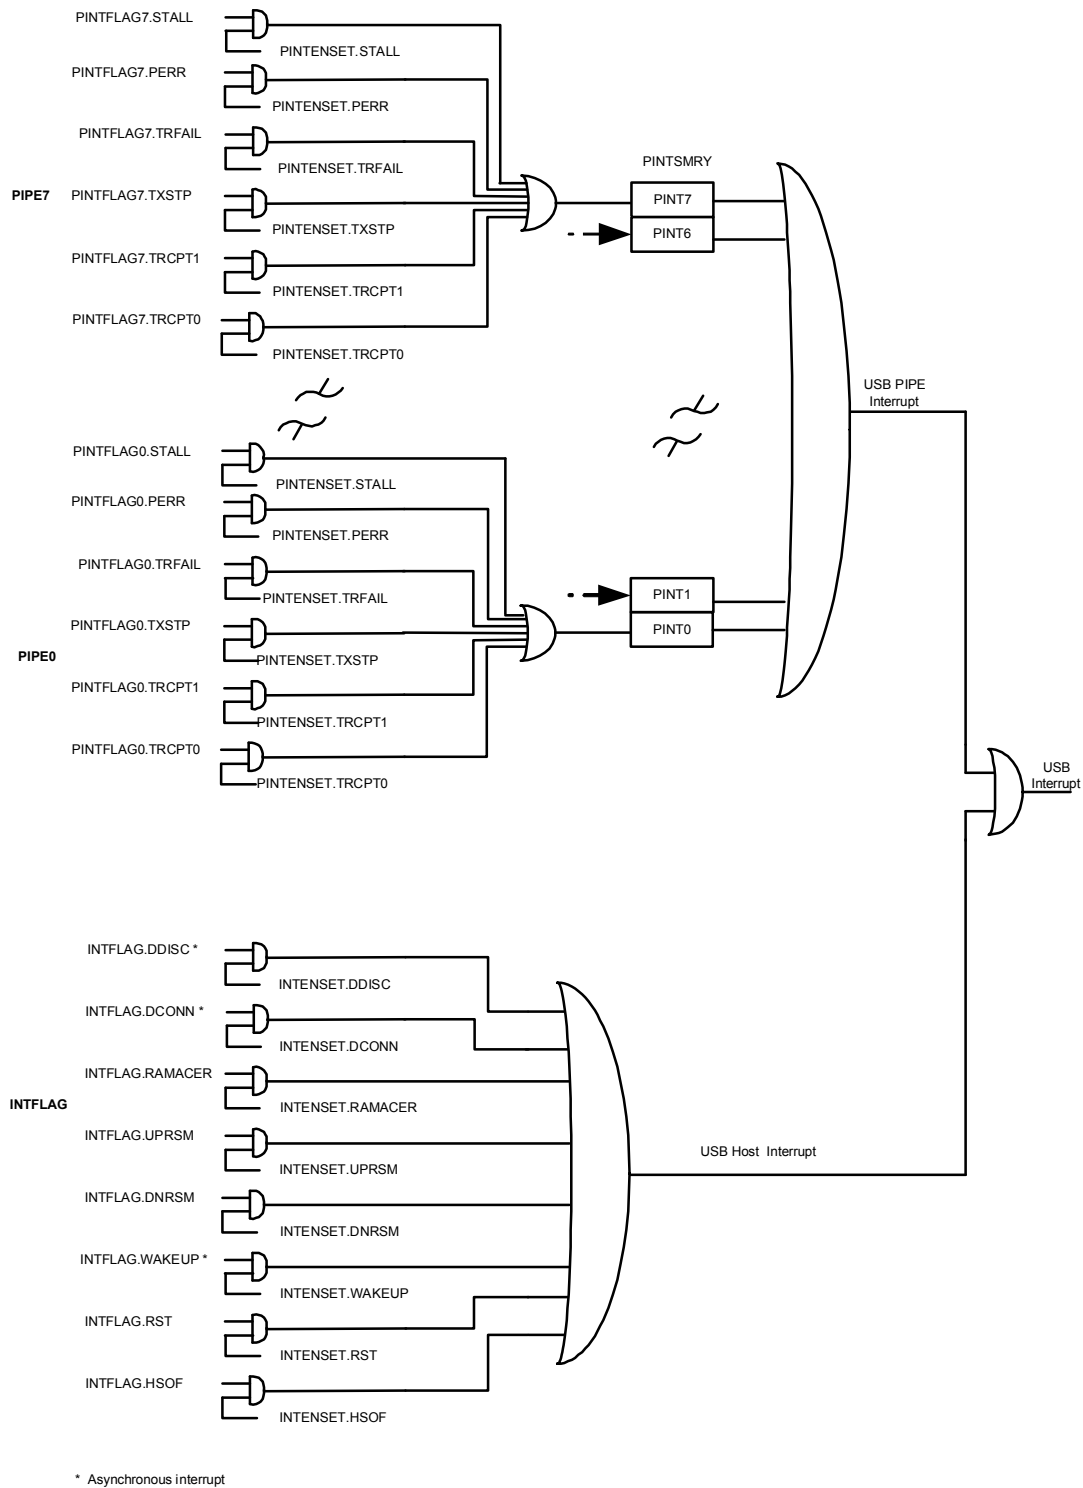 PINTFLAG7.STALL
PINTENSET.STALL
PINTFLAG7.PERR
PINTENSET.PERR
PINTFLAG7.TRFAIL
PINTENSET.TRFAIL
PINTSMRY
PIPE7
PINTFLAG7.TXSTP
PINTENSET.TXSTP
PINT7
PINT6
PINTFLAG7.TRCPT1
PINTENSET.TRCPT1
PINTFLAG7.TRCPT0
PINTENSET.TRCPT0
USB PIPE
Interrupt
PINTFLAG0.STALL
PINTENSET.STALL
PINTFLAG0.PERR
PINTENSET.PERR
PINTFLAG0.TRFAIL
PINTENSET.TRFAIL
PINT1
PINT0
PINTFLAG0.TXSTP
PINTENSET.TXSTP
PIPE0
PINTFLAG0.TRCPT1
PINTENSET.TRCPT1
PINTFLAG0.TRCPT0
PINTENSET.TRCPT0
USB
Interrupt
INTFLAG.DDISC *
INTENSET.DDISC
INTFLAG.DCONN *
INTENSET.DCONN
INTFLAG.RAMACER
INTENSET.RAMACER
INTFLAG
INTFLAG.UPRSM
INTENSET.UPRSM
USB Host Interrupt
INTFLAG.DNRSM
INTENSET.DNRSM
INTFLAG.WAKEUP *
INTENSET.WAKEUP
INTFLAG.RST
INTENSET.RST
INTFLAG.HSOF
INTENSET.HSOF
* Asynchronous interrupt